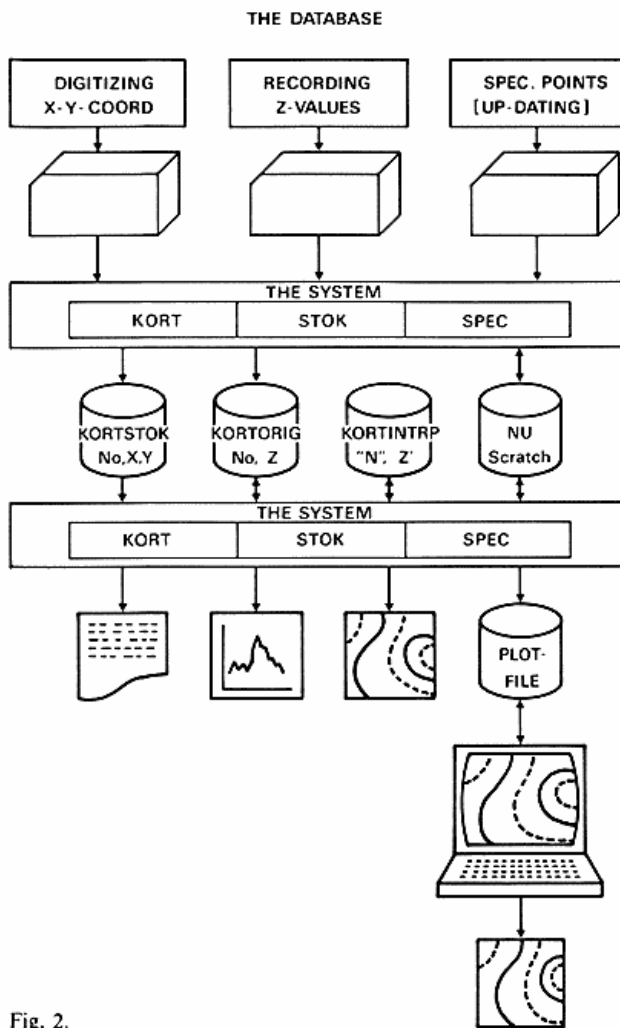 THE DATABASE
DIGITIZING
X-Y-COORD
RECORDING
Z-VALUES
SPEC. POINTS
[UP-DATING]
THE SYSTEM
KORT
STOK
SPEC
KORTSTOK
No,X,Y
KORTORIG
No, Z
KORTINTRP
"N", Z'
NU
Scratch
THE SYSTEM
KORT
STOK
SPEC
PLOT-
FILE
Fig. 2.